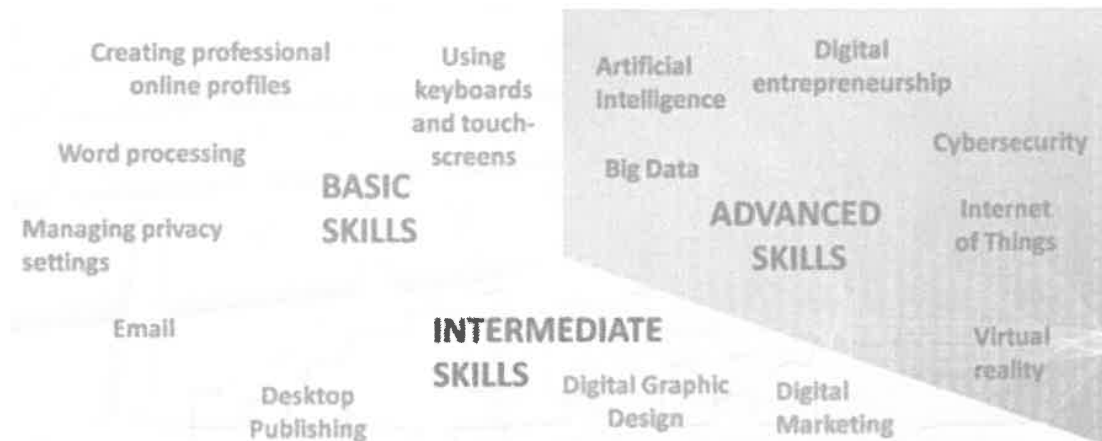 Creating professional
online profiles
Using
keyboards
and touch-
screens
Word processing
BASIC
SKILLS
Managing privacy
settings
Email
Artificial
Intelligence
Digital
entrepreneurship
Cybersecurity
Big Data
ADVANCED
SKILLS
Internet
of Things
Virtual
reality
INTERMEDIATE
SKILLS
Desktop
Publishing
Digital Graphic
Design
Digital
Marketing